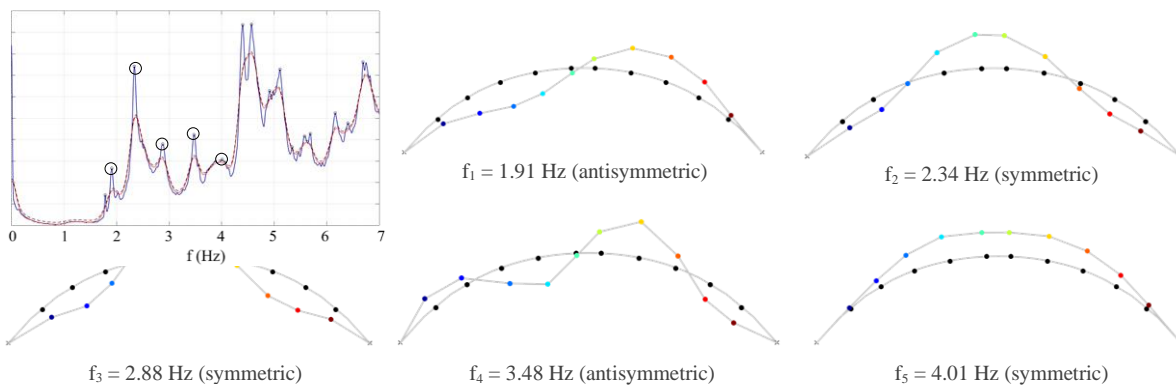 0 1 2 3 4 5 6 7
f (Hz)
f₁ = 1.91 Hz (antisymmetric)
f₂ = 2.34 Hz (symmetric)
f₃ = 2.88 Hz (symmetric)
f₄ = 3.48 Hz (antisymmetric)
f₅ = 4.01 Hz (symmetric)